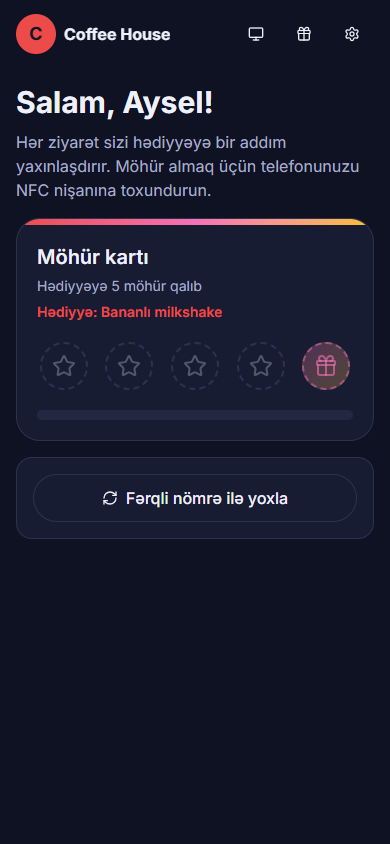 C Coffee House
Salam, Aysel!
Hər ziyarət sizi hədiyyəyə bir addım
yaxınlaşdırır. Möhür almaq üçün telefonunuzu
NFC nişanına toxundurun.
Möhür kartı
Hədiyyəyə 5 möhür qalıb
Hədiyyə: Bananlı milkshake
Fərqli nömrə ilə yoxla